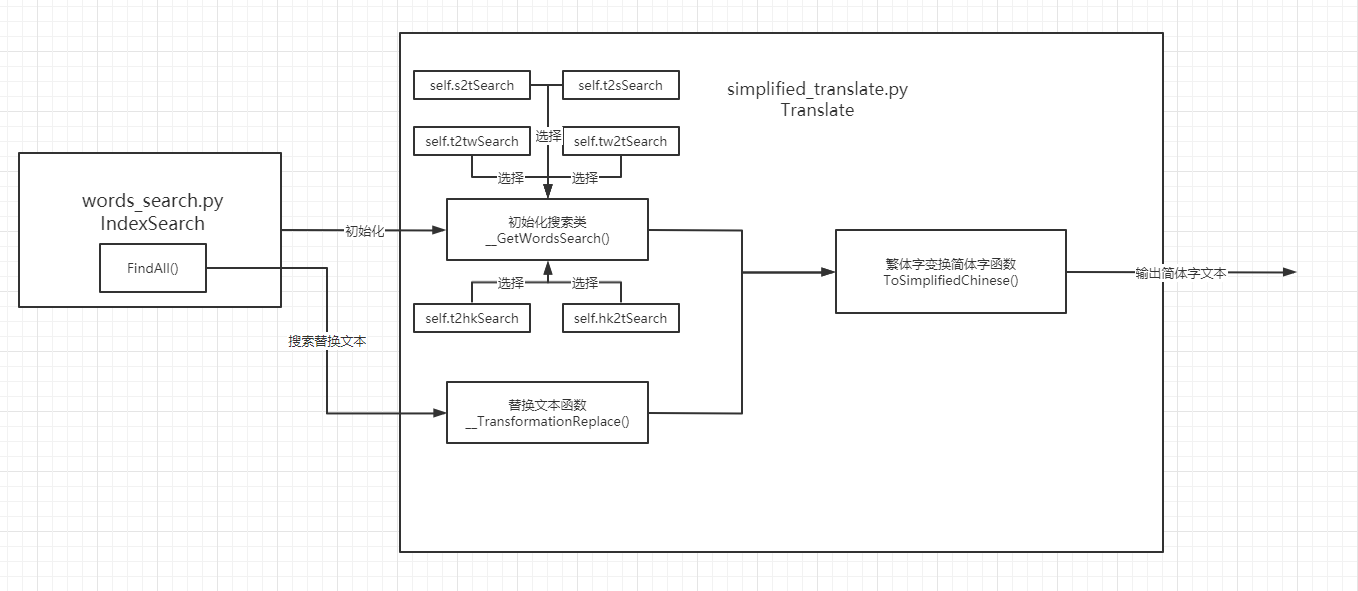 self.s2tSearch
self.t2sSearch
simplified_translate.py
Translate
self.t2twSearch
选择
self.tw2tSearch
选择
选择
words_search.py
IndexSearch
FindAll()
初始化
初始化搜索类
__GetWordsSearch()
繁体字变换简体字函数
ToSimplifiedChinese()
输出简体字文本
选择
选择
self.t2hkSearch
self.hk2tSearch
搜索替换文本
替换文本函数
__TransformationReplace()